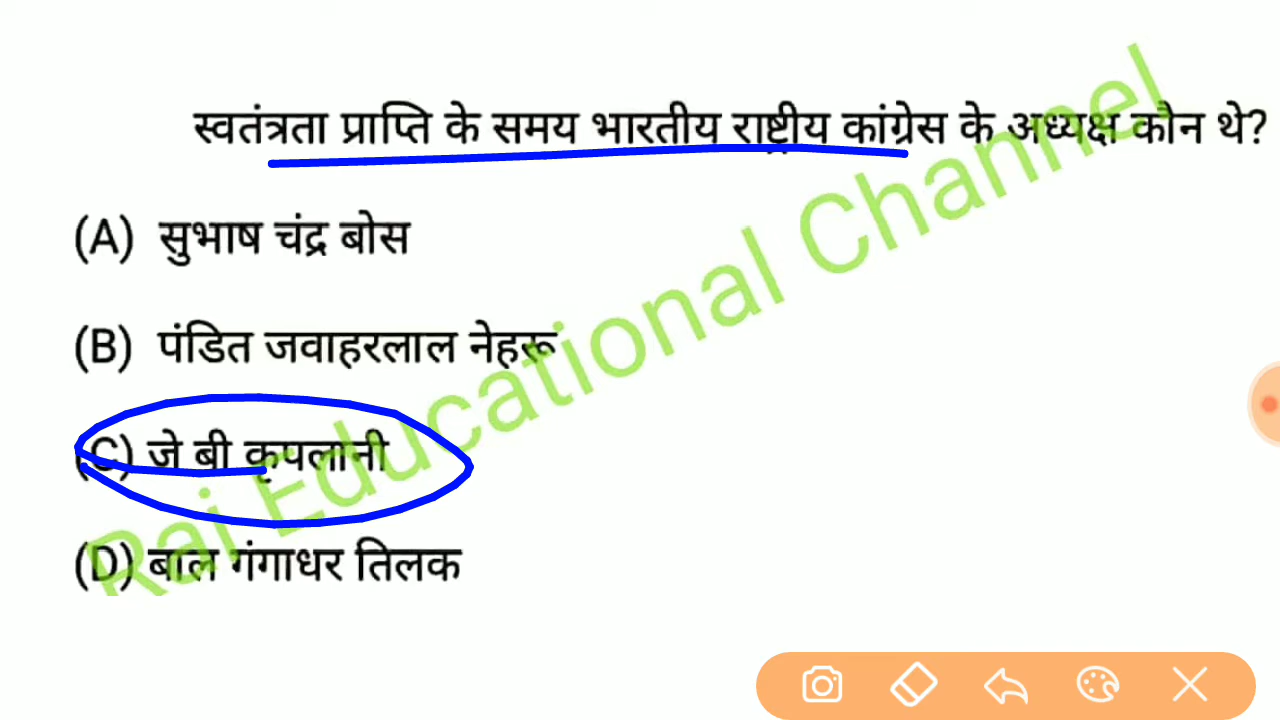 स्वतंत्रता प्राप्ति के समय भारतीय राष्ट्रीय कांग्रेस के अध्यक्ष कौन थे?
(A) सुभाष चंद्र बोस
(B) पंडित जवाहरलाल नेहरू
(C) जे बी कृपलानी
(D) बाल गंगाधर तिलक
Rai Educational Channel